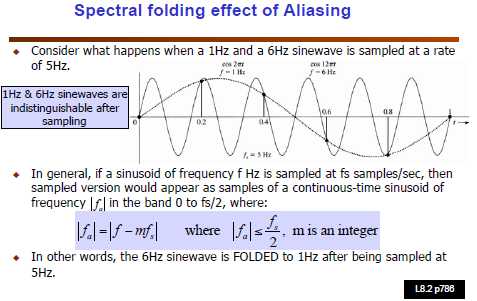 Spectral folding effect of Aliasing
Consider what happens when a 1Hz and a 6Hz sinewave is sampled at a rate
of 5Hz.
cos 2πt
f = 1 Hz
cos 12πt
f = 6 Hz
1Hz & 6Hz sinewaves are
indistinguishable after
sampling
0
0.2
0.4
0.6
0.8
1
t
fs = 5 Hz
In general, if a sinusoid of frequency f Hz is sampled at fs samples/sec, then
sampled version would appear as samples of a continuous-time sinusoid of
frequency |fa| in the band 0 to fs/2, where:
|fa| = |f − mfs| where |fa| ≤ fs/2, m is an integer
In other words, the 6Hz sinewave is FOLDED to 1Hz after being sampled at
5Hz.
L8.2 p786